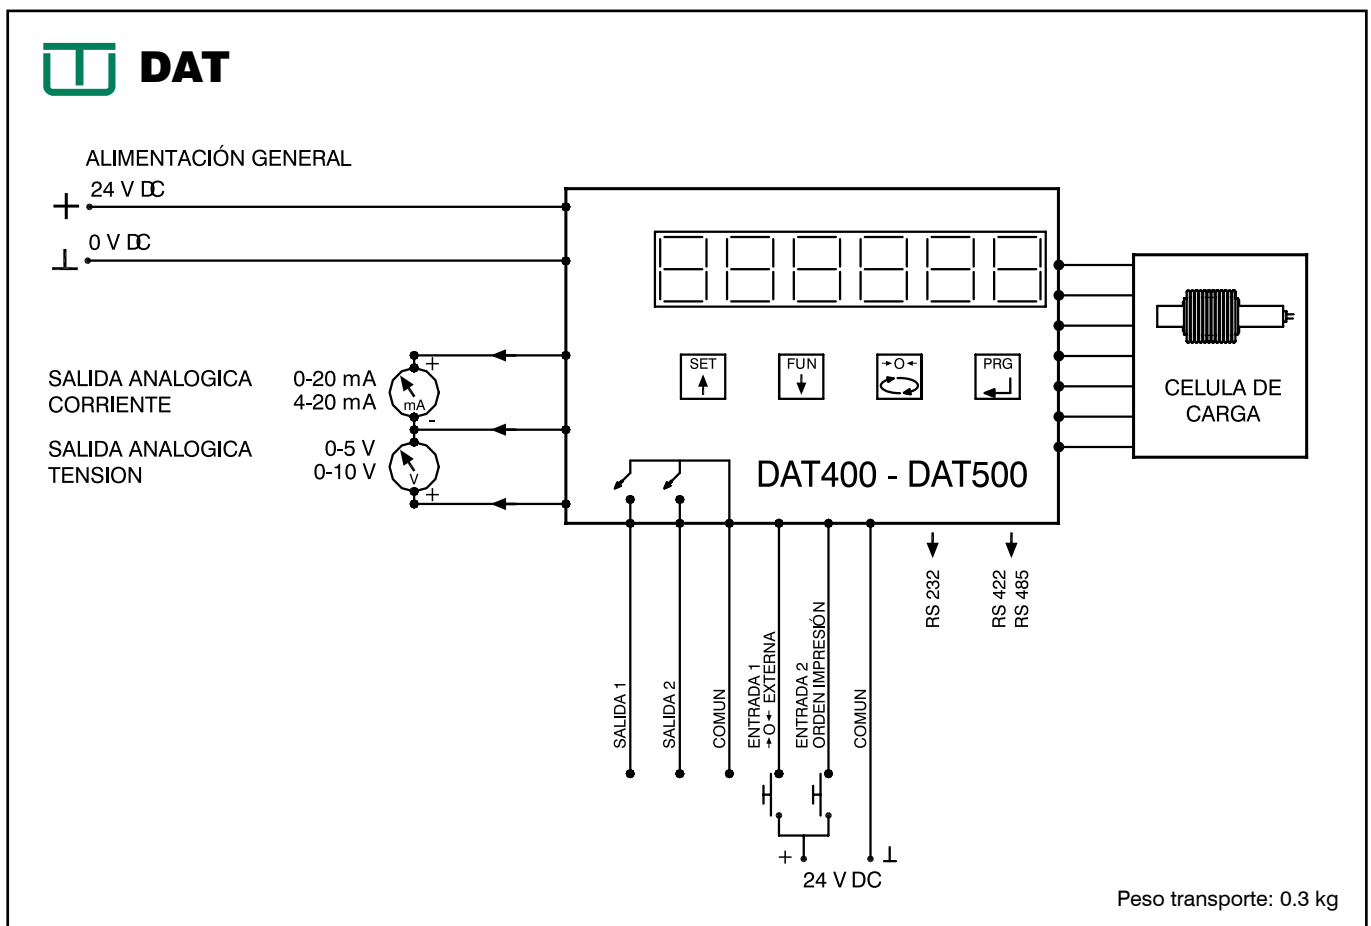 DAT
ALIMENTACIÓN GENERAL
+ 24 V DC
0 V DC
SALIDA ANALOGICA
CORRIENTE
0-20 mA
4-20 mA
+
mA
-
SALIDA ANALOGICA
TENSION
0-5 V
0-10 V
V
+
SET
FUN
→O←
PRG
DAT400 - DAT500
CELULA DE
CARGA
SALIDA 1
SALIDA 2
COMUN
ENTRADA 1
→O← EXTERNA
ENTRADA 2
ORDEN IMPRESIÓN
COMUN
RS 232
RS 422
RS 485
+
24 V DC
Peso transporte: 0.3 kg